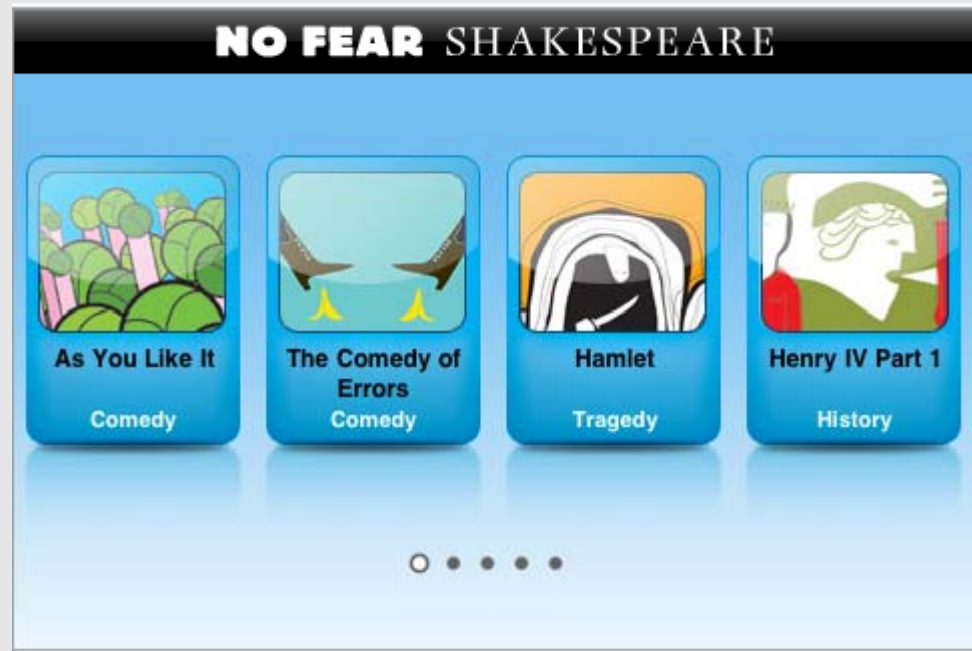 NO FEAR SHAKESPEARE
As You Like It
Comedy
The Comedy of
Errors
Comedy
Hamlet
Tragedy
Henry IV Part 1
History